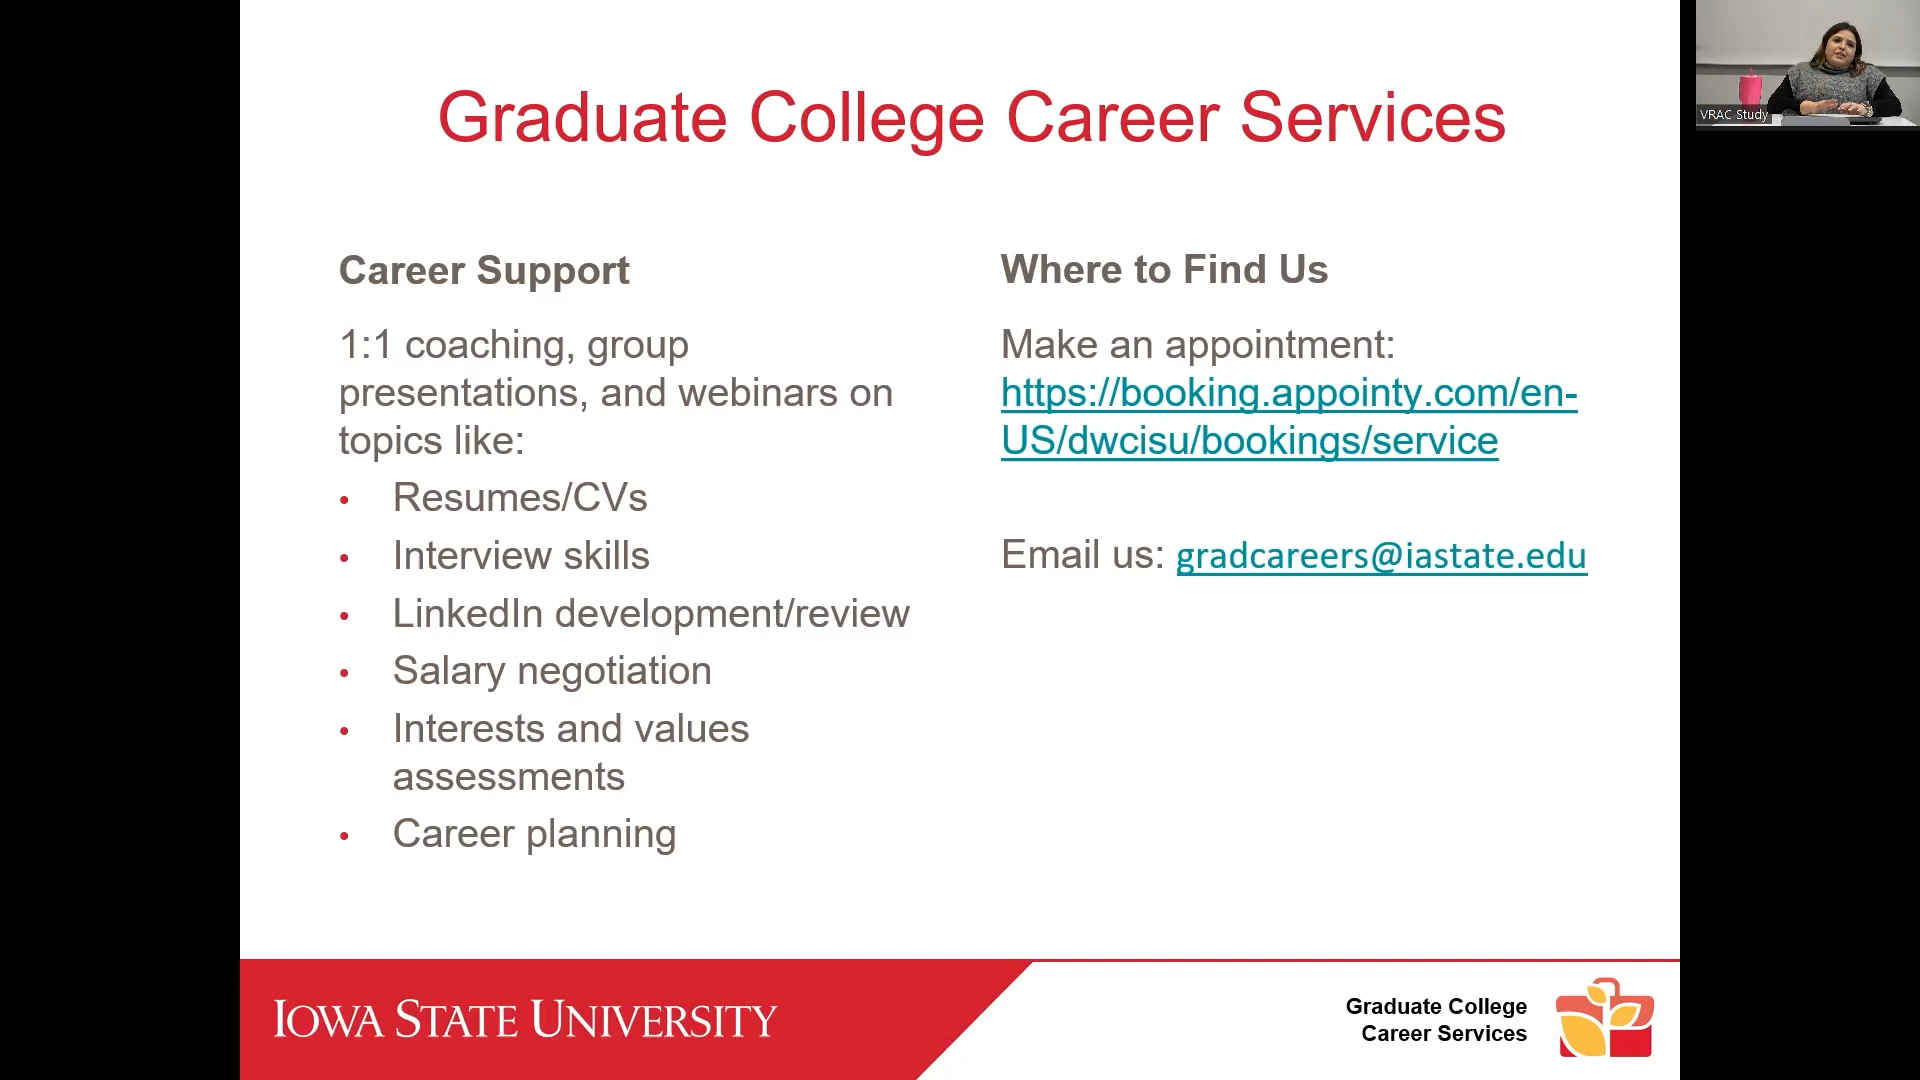 Graduate College Career Services
VRAC Study
Career Support
1:1 coaching, group
presentations, and webinars on
topics like:
• Resumes/CVs
• Interview skills
• LinkedIn development/review
• Salary negotiation
• Interests and values
assessments
• Career planning
Where to Find Us
Make an appointment:
https://booking.appointy.com/en-
US/dwcisu/bookings/service
Email us: gradcareers@iastate.edu
IOWA STATE UNIVERSITY
Graduate College
Career Services